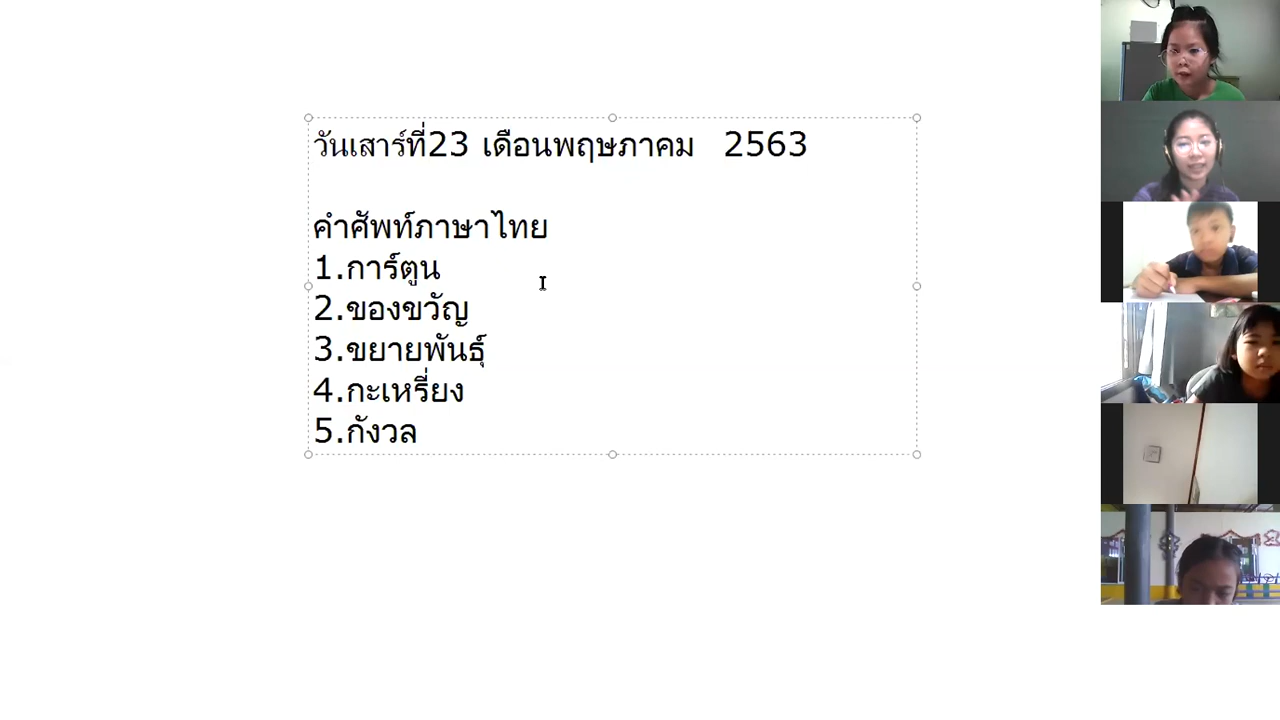 วันเสาร์ที่23 เดือนพฤษภาคม 2563
คำศัพท์ภาษาไทย
1.การ์ตูน
2.ของขวัญ
3.ขยายพันธุ์
4.กะเหรี่ยง
5.กังวล